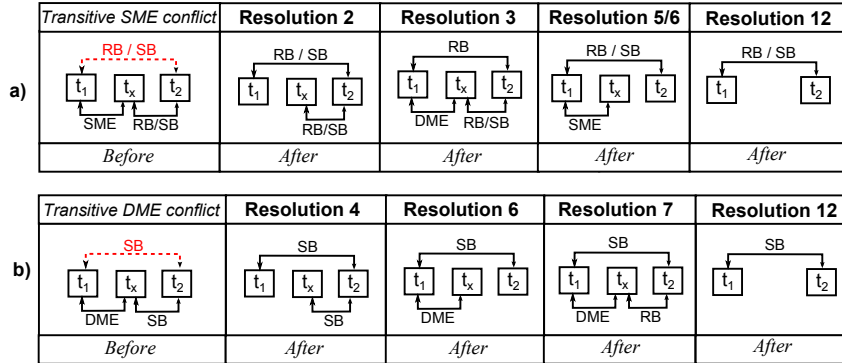 a)
Transitive SME conflict Resolution 2 Resolution 3 Resolution 5/6 Resolution 12
RB / SB RB / SB RB RB / SB RB / SB
t1 tx t2 t1 tx t2 t1 tx t2 t1 tx t2 t1 t2
SME RB/SB RB/SB DME RB/SB SME
Before After After After After
b)
Transitive DME conflict Resolution 4 Resolution 6 Resolution 7 Resolution 12
SB SB SB SB SB
t1 tx t2 t1 tx t2 t1 tx t2 t1 tx t2 t1 t2
DME SB SB DME DME RB
Before After After After After